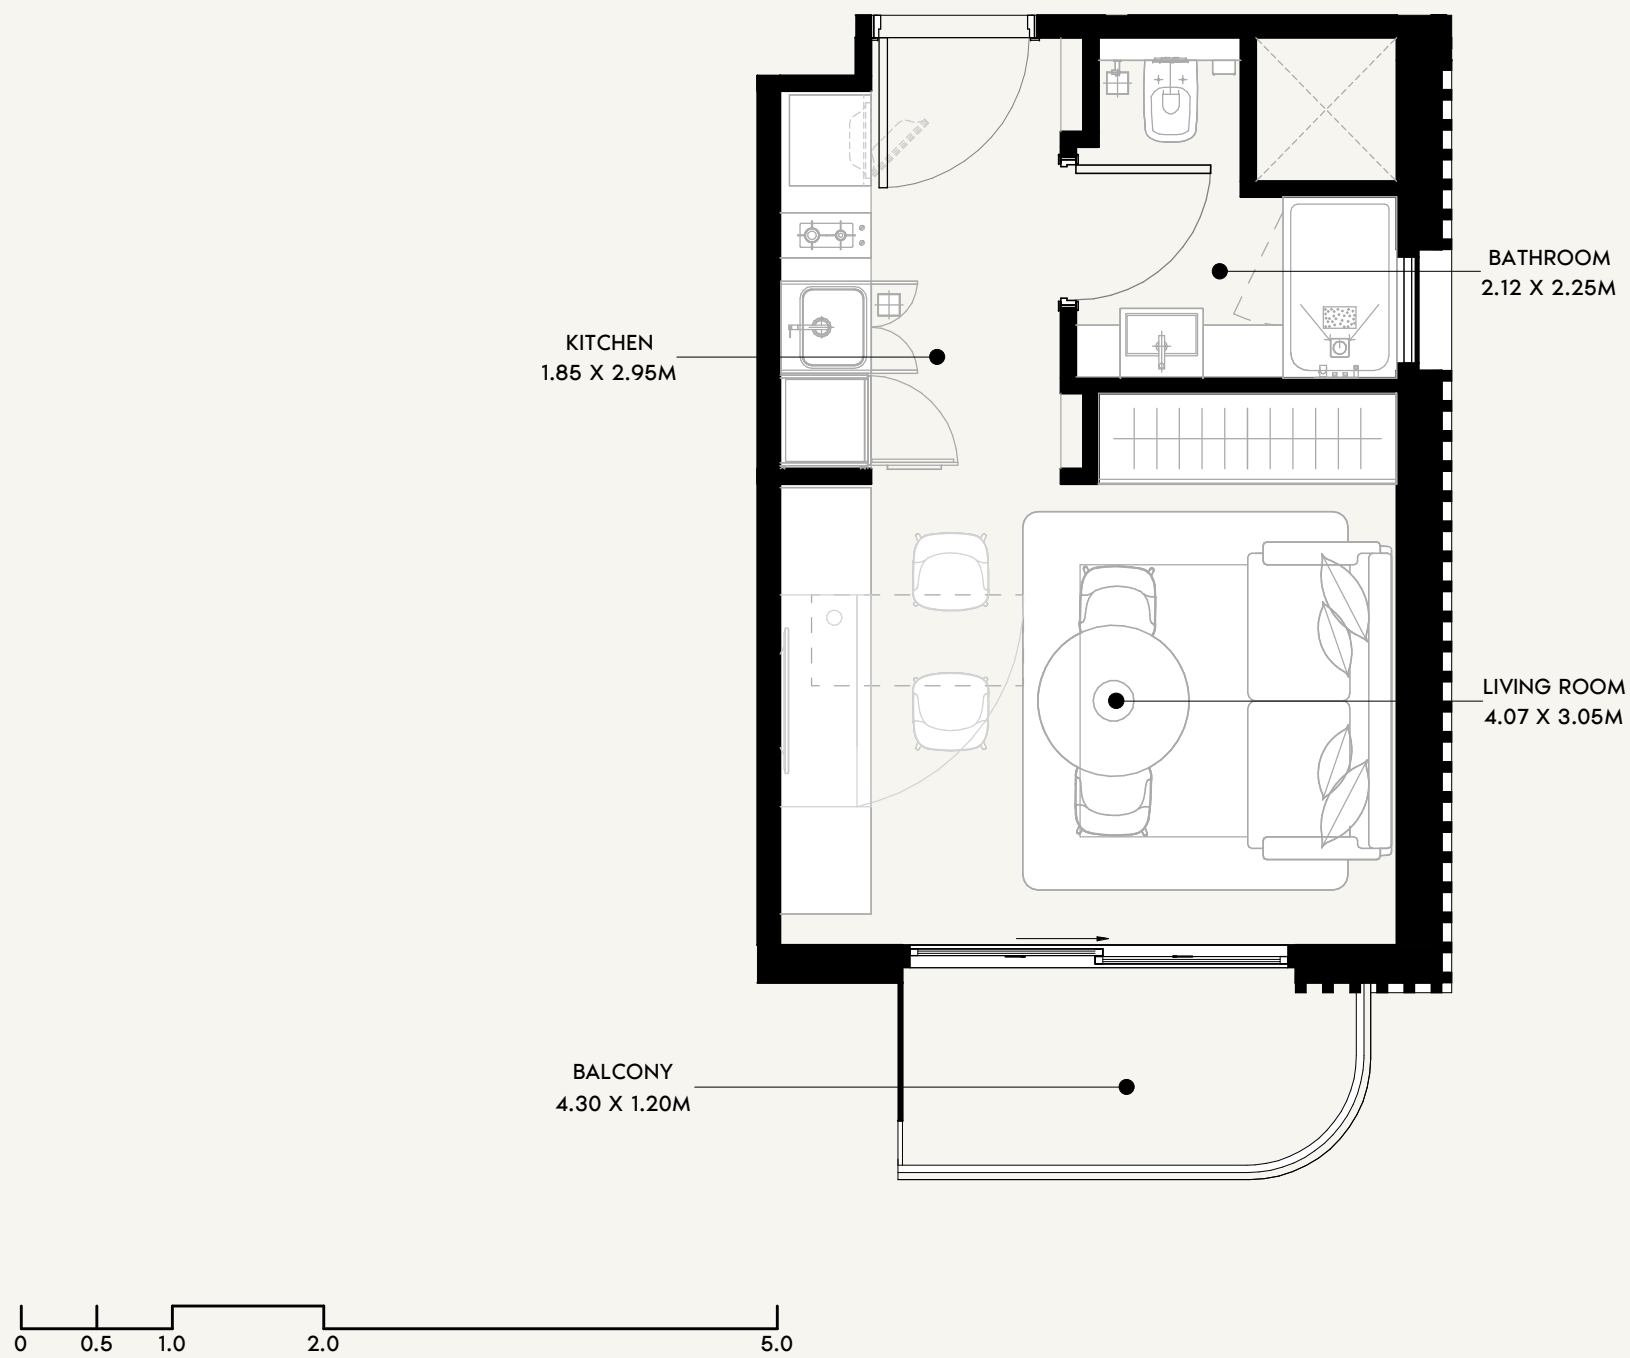 BATHROOM
2.12 X 2.25M
KITCHEN
1.85 X 2.95M
LIVING ROOM
4.07 X 3.05M
BALCONY
4.30 X 1.20M
0 0.5 1.0 2.0 5.0